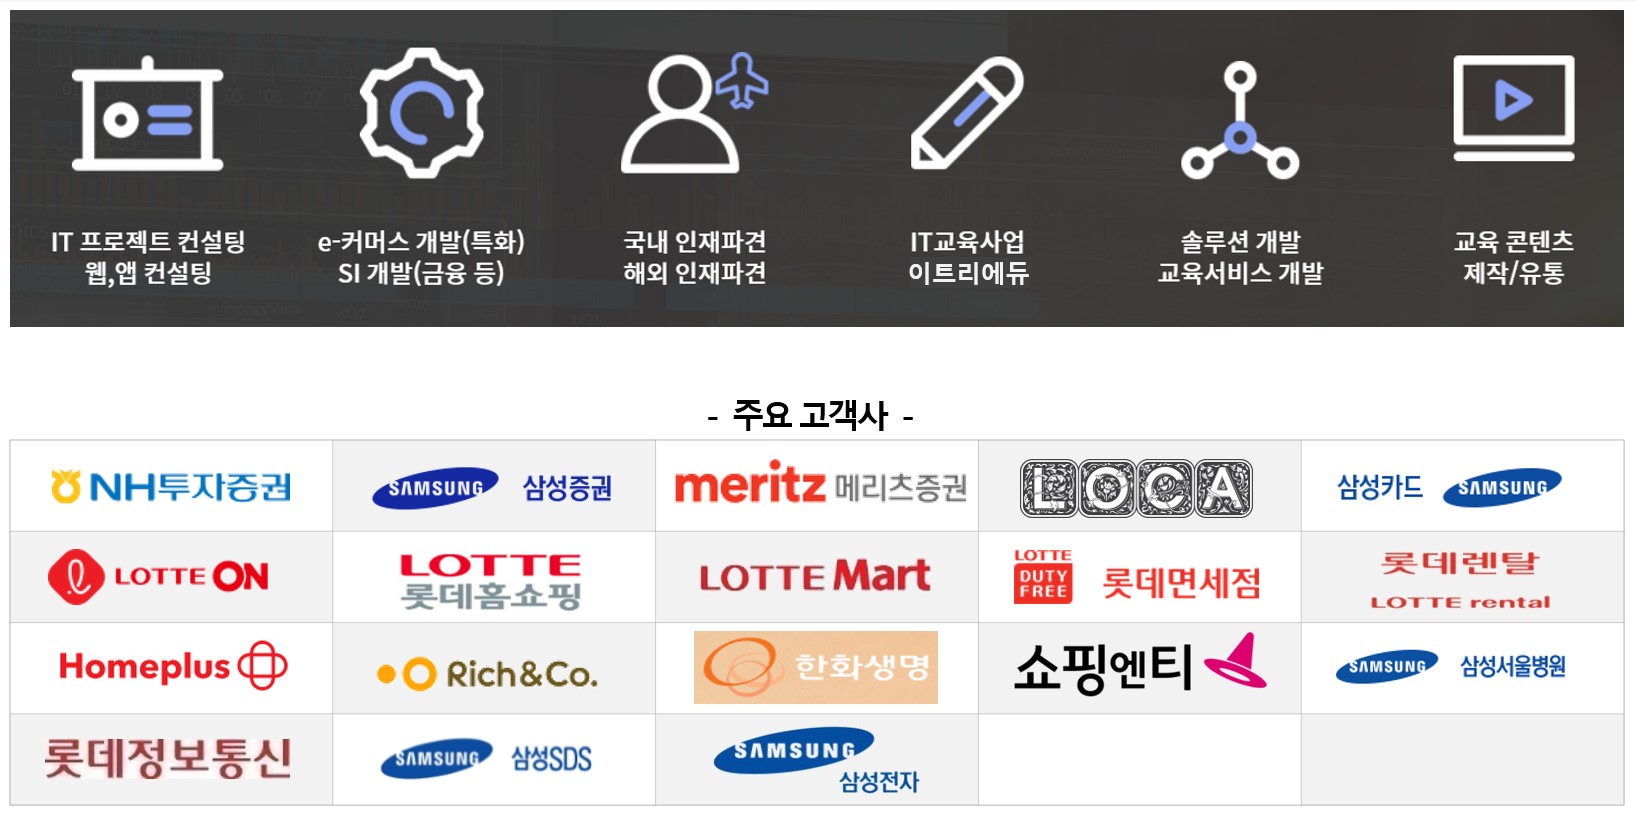 IT 프로젝트 컨설팅
웹,앱 컨설팅
e-커머스 개발(특화)
SI 개발(금융 등)
국내 인재파견
해외 인재파견
IT교육사업
이트리에듀
솔루션 개발
교육서비스 개발
교육 콘텐츠
제작/유통
- 주요 고객사 -
NH투자증권
SAMSUNG 삼성증권
meritz 메리츠증권
LOCA
삼성카드 SAMSUNG
LOTTE ON
LOTTE
롯데홈쇼핑
LOTTE Mart
LOTTE
DUTY
FREE
롯데면세점
롯데렌탈
LOTTE rental
Homeplus
Rich&Co.
한화생명
쇼핑엔티
SAMSUNG 삼성서울병원
롯데정보통신
SAMSUNG 삼성SDS
SAMSUNG
삼성전자